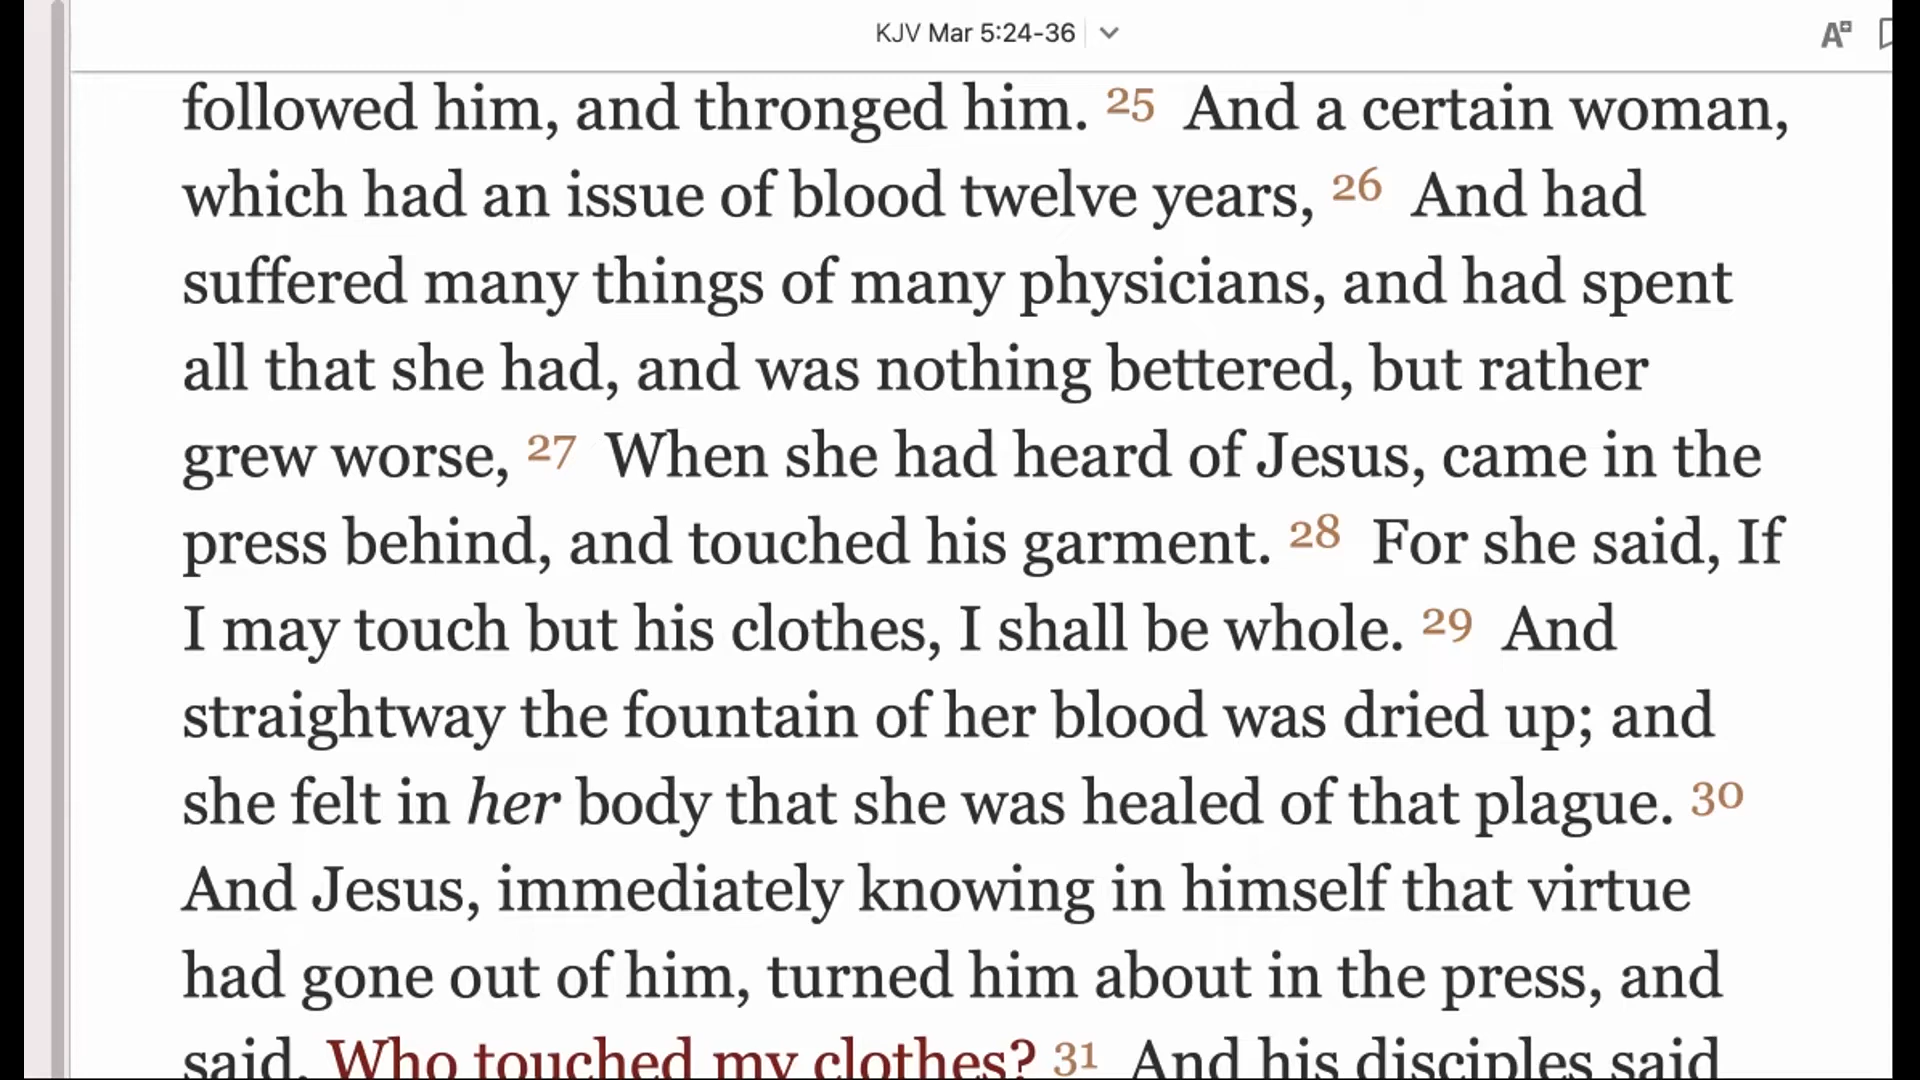 KJV Mar 5:24-36
followed him, and thronged him. 25 And a certain woman,
which had an issue of blood twelve years, 26 And had
suffered many things of many physicians, and had spent
all that she had, and was nothing bettered, but rather
grew worse, 27 When she had heard of Jesus, came in the
press behind, and touched his garment. 28 For she said, If
I may touch but his clothes, I shall be whole. 29 And
straightway the fountain of her blood was dried up; and
she felt in her body that she was healed of that plague. 30
And Jesus, immediately knowing in himself that virtue
had gone out of him, turned him about in the press, and
said, Who touched my clothes? 31 And his disciples said